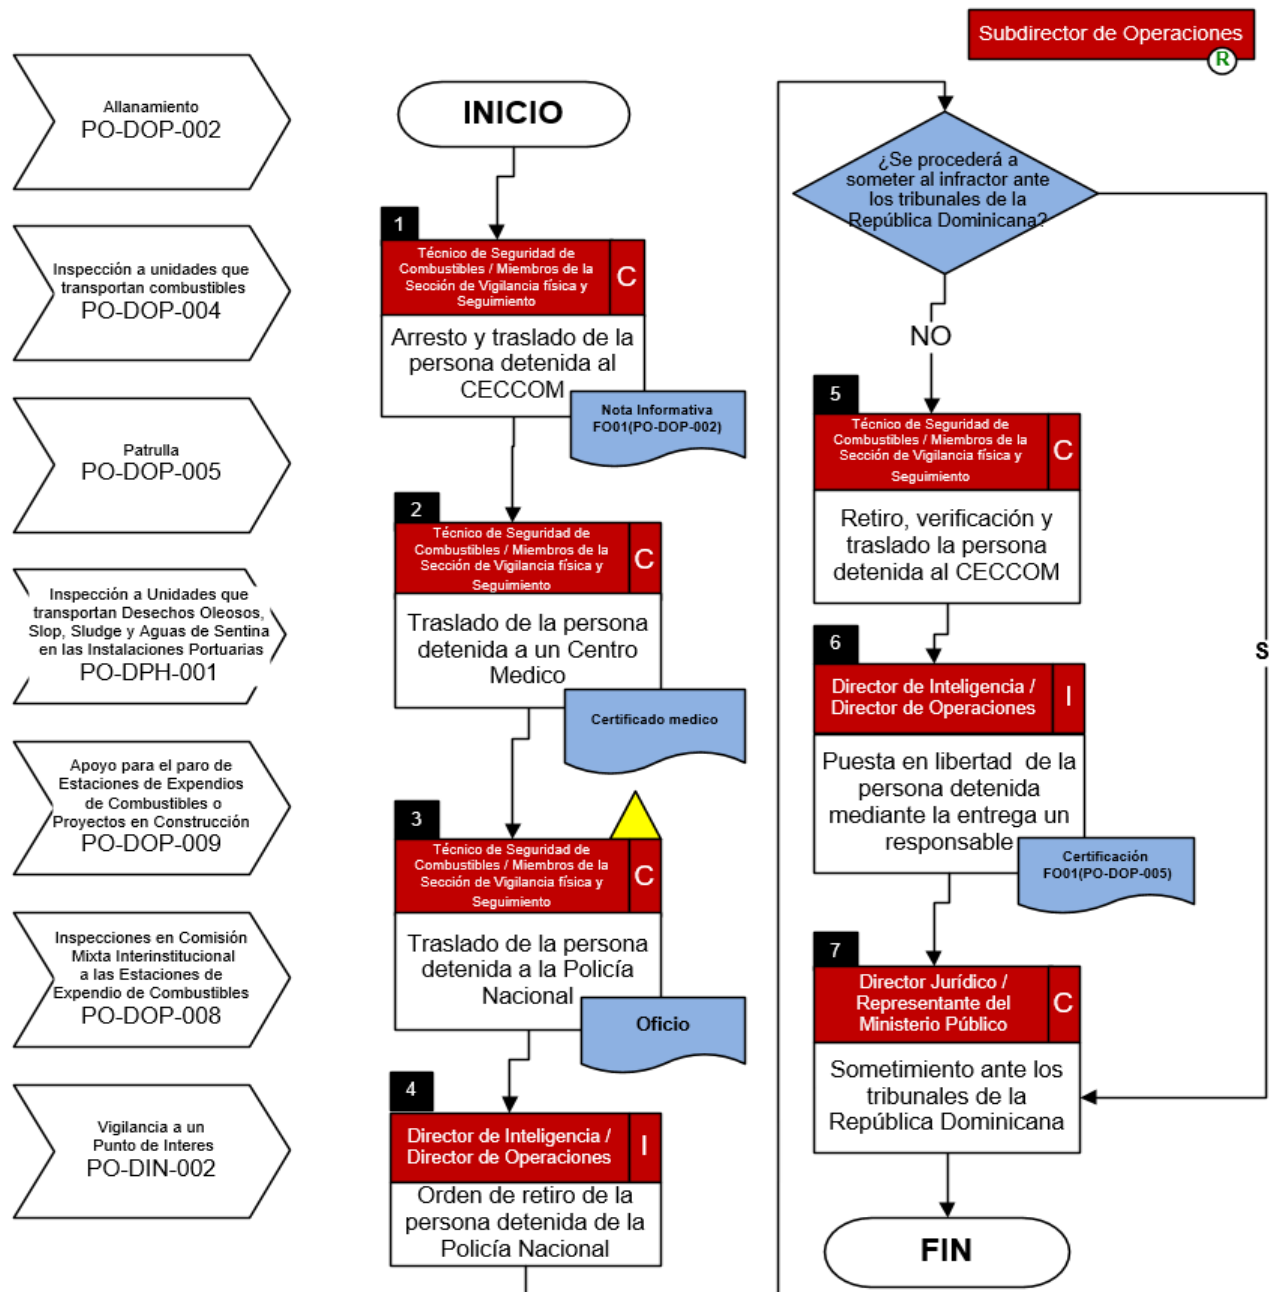 Subdirector de Operaciones
R
Allanamiento
PO-DOP-002
Inspección a unidades que
transportan combustibles
PO-DOP-004
Patrulla
PO-DOP-005
Inspección a Unidades que
transportan Desechos Oleosos,
Slop, Sludge y Aguas de Sentina
en las Instalaciones Portuarias
PO-DPH-001
Apoyo para el paro de
Estaciones de Expendios
de Combustibles o
Proyectos en Construcción
PO-DOP-009
Inspecciones en Comisión
Mixta Interinstitucional
a las Estaciones de
Expendio de Combustibles
PO-DOP-008
Vigilancia a un
Punto de Interes
PO-DIN-002
INICIO
1
Técnico de Seguridad de
Combustibles / Miembros de la
Sección de Vigilancia física y
Seguimiento
C
Arresto y traslado de la
persona detenida al
CECCOM
Nota Informativa
FO01(PO-DOP-002)
2
Técnico de Seguridad de
Combustibles / Miembros de la
Sección de Vigilancia física y
Seguimiento
C
Traslado de la persona
detenida a un Centro
Medico
Certificado medico
3
Técnico de Seguridad de
Combustibles / Miembros de la
Sección de Vigilancia física y
Seguimiento
C
Traslado de la persona
detenida a la Policía
Nacional
Oficio
4
Director de Inteligencia /
Director de Operaciones
I
Orden de retiro de la
persona detenida de la
Policía Nacional
¿Se procederá a
someter al infractor ante
los tribunales de la
República Dominicana?
NO
S
5
Técnico de Seguridad de
Combustibles / Miembros de la
Sección de Vigilancia física y
Seguimiento
C
Retiro, verificación y
traslado la persona
detenida al CECCOM
6
Director de Inteligencia /
Director de Operaciones
I
Puesta en libertad de la
persona detenida
mediante la entrega un
responsable
Certificación
FO01(PO-DOP-005)
7
Director Jurídico /
Representante del
Ministerio Público
C
Sometimiento ante los
tribunales de la
República Dominicana
FIN